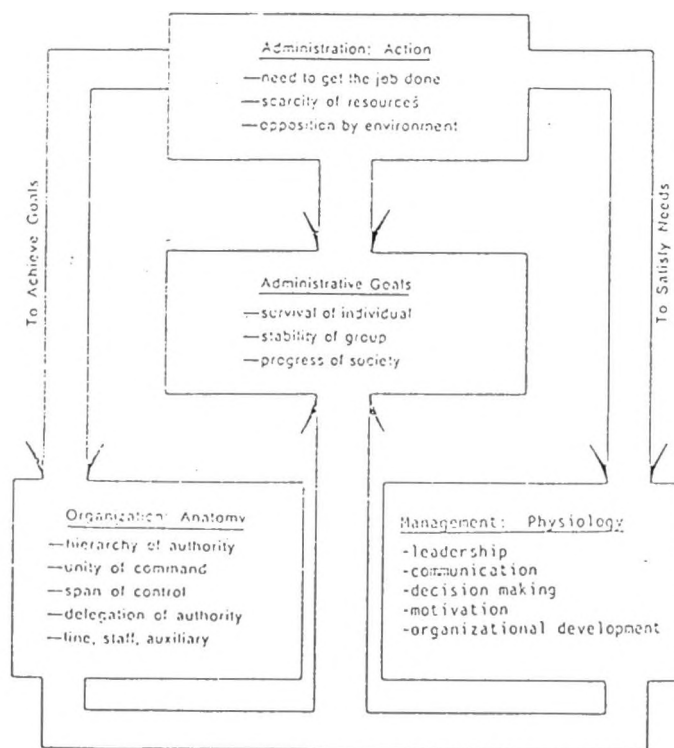 Administration: Action
—need to get the job done
—scarcity of resources
—opposition by environment
To Achieve Goals
To Satisfy Needs
Administrative Goals
—survival of individual
—stability of group
—progress of society
Organization: Anatomy
—hierarchy of authority
—unity of command
—span of control
—delegation of authority
—line, staff, auxiliary
Management: Physiology
-leadership
-communication
-decision making
-motivation
-organizational development